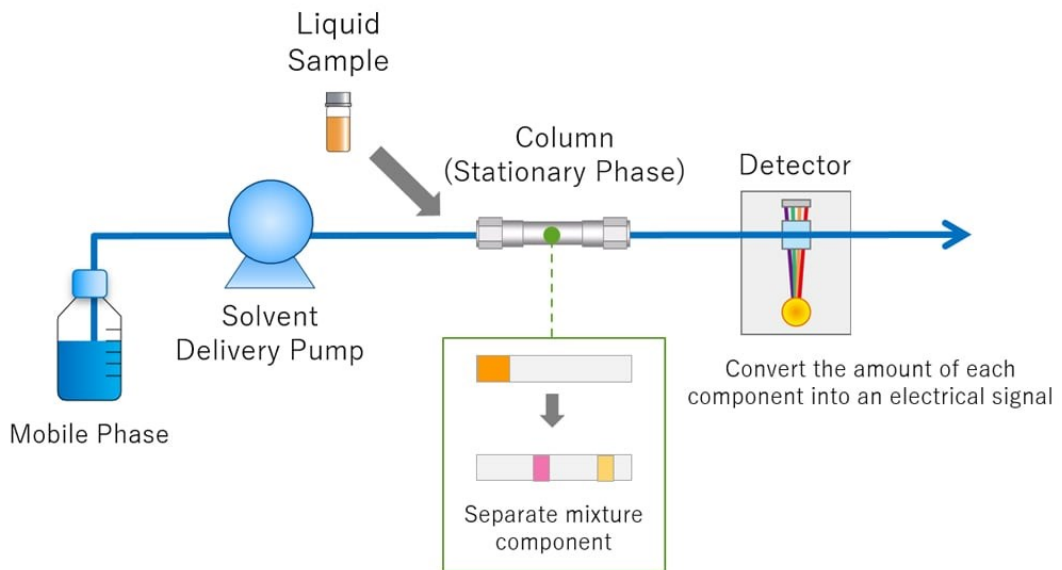 Liquid
Sample
Column
(Stationary Phase)
Detector
Solvent
Delivery Pump
Mobile Phase
Convert the amount of each
component into an electrical signal
Separate mixture
component